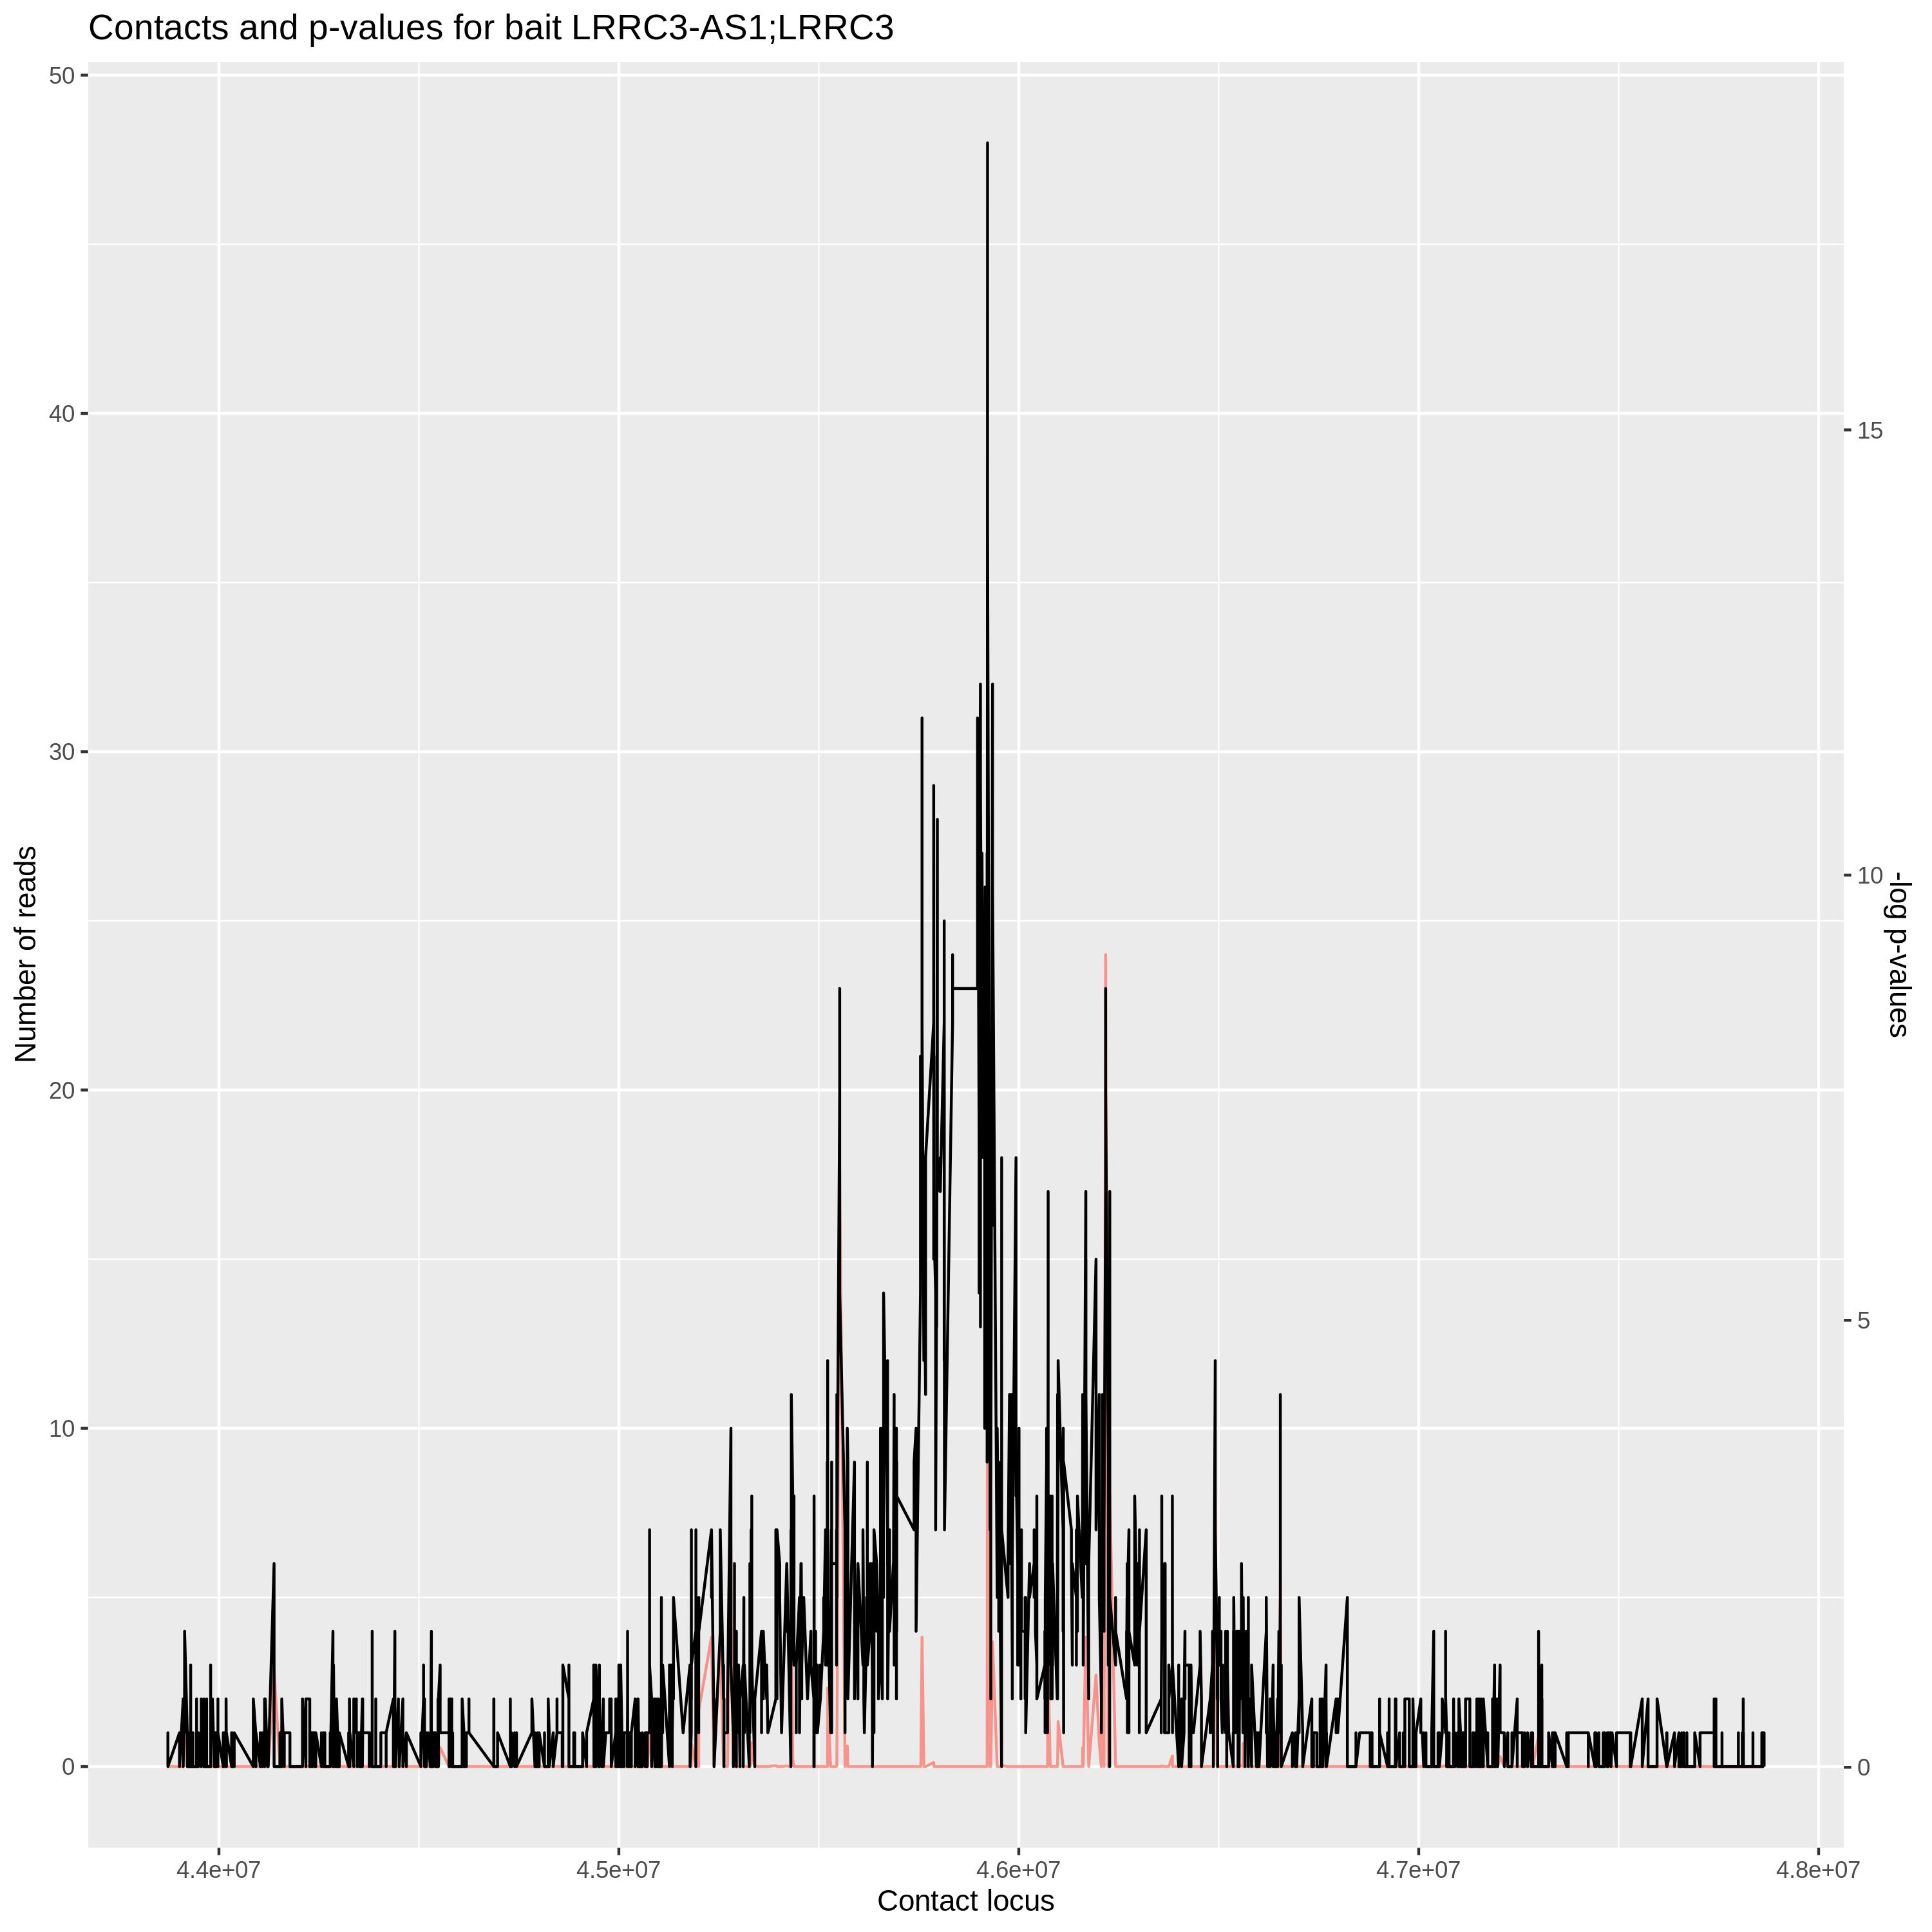 Contacts and p-values for bait LRRC3-AS1;LRRC3
50
40
30
20
10
0
Number of reads
15
10
5
0
-log p-values
4.4e+07
4.5e+07
4.6e+07
4.7e+07
4.8e+07
Contact locus